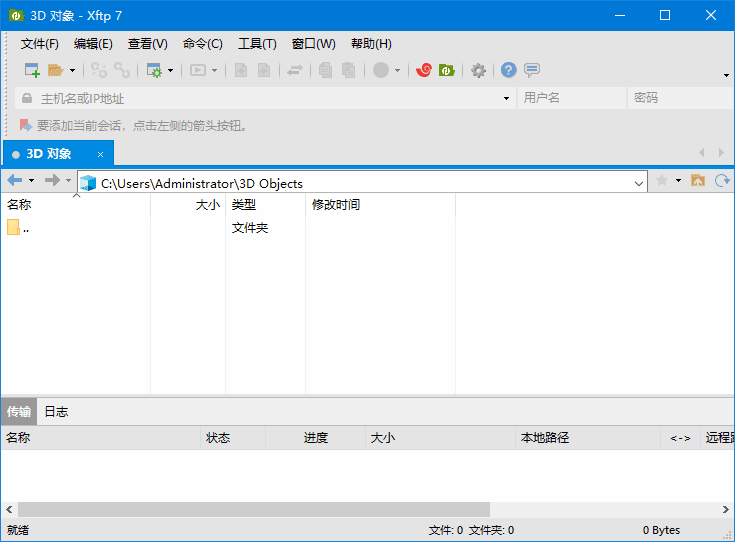 3D 对象 - Xftp 7
文件(F) 编辑(E) 查看(V) 命令(C) 工具(T) 窗口(W) 帮助(H)
主机名或IP地址 用户名 密码
要添加当前会话，点击左侧的箭头按钮。
3D 对象 ×
C:\Users\Administrator\3D Objects
名称 大小 类型 修改时间
.. 文件夹
传输 日志
名称 状态 进度 大小 本地路径 <-> 远程
就绪 文件: 0 文件夹: 0 0 Bytes